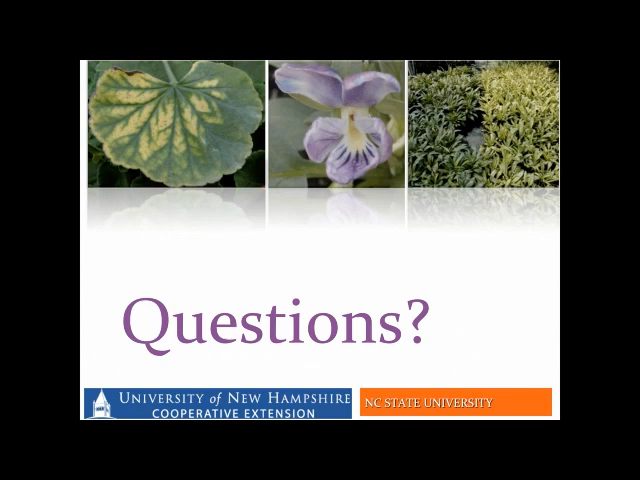 Questions?
UNIVERSITY of NEW HAMPSHIRE
COOPERATIVE EXTENSION
NC STATE UNIVERSITY